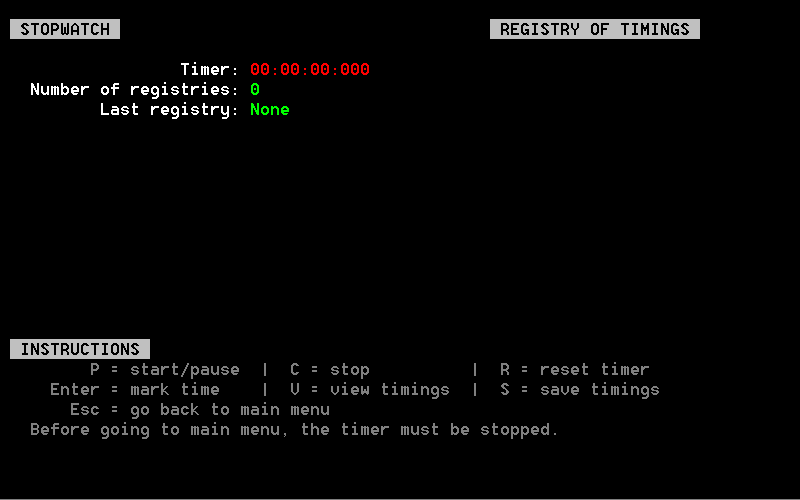 STOPWATCH
REGISTRY OF TIMINGS
Timer: 00:00:00:000
Number of registries: 0
Last registry: None
INSTRUCTIONS
P = start/pause | C = stop | R = reset timer
Enter = mark time | V = view timings | S = save timings
Esc = go back to main menu
Before going to main menu, the timer must be stopped.